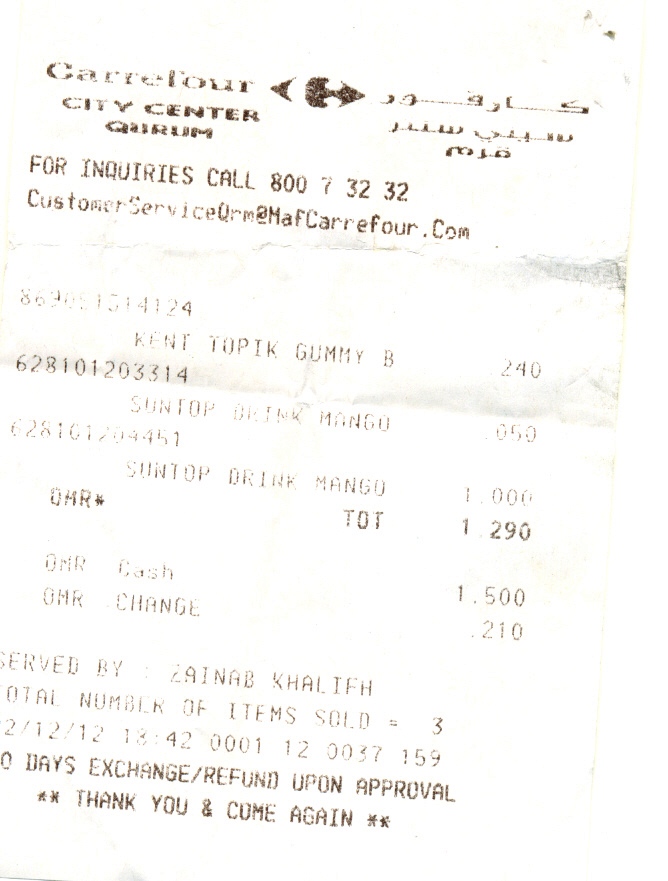 Carrefour كارفور
CITY CENTER سيتي سنتر
QURUM قرم
FOR INQUIRIES CALL 800 7 32 32
CustomerServiceQrm@MafCarrefour.Com
KENT TOPIK GUMMY B .240
628101203314
SUNTOP DRINK MANGO .050
628101204451
SUNTOP DRINK MANGO 1.000
OMR* TOT 1.290
OMR Cash 1.500
OMR CHANGE .210
SERVED BY : ZAINAB KHALIFH
TOTAL NUMBER OF ITEMS SOLD = 3
2/12/12 18:42 0001 12 0037 159
0 DAYS EXCHANGE/REFUND UPON APPROVAL
** THANK YOU & COME AGAIN **